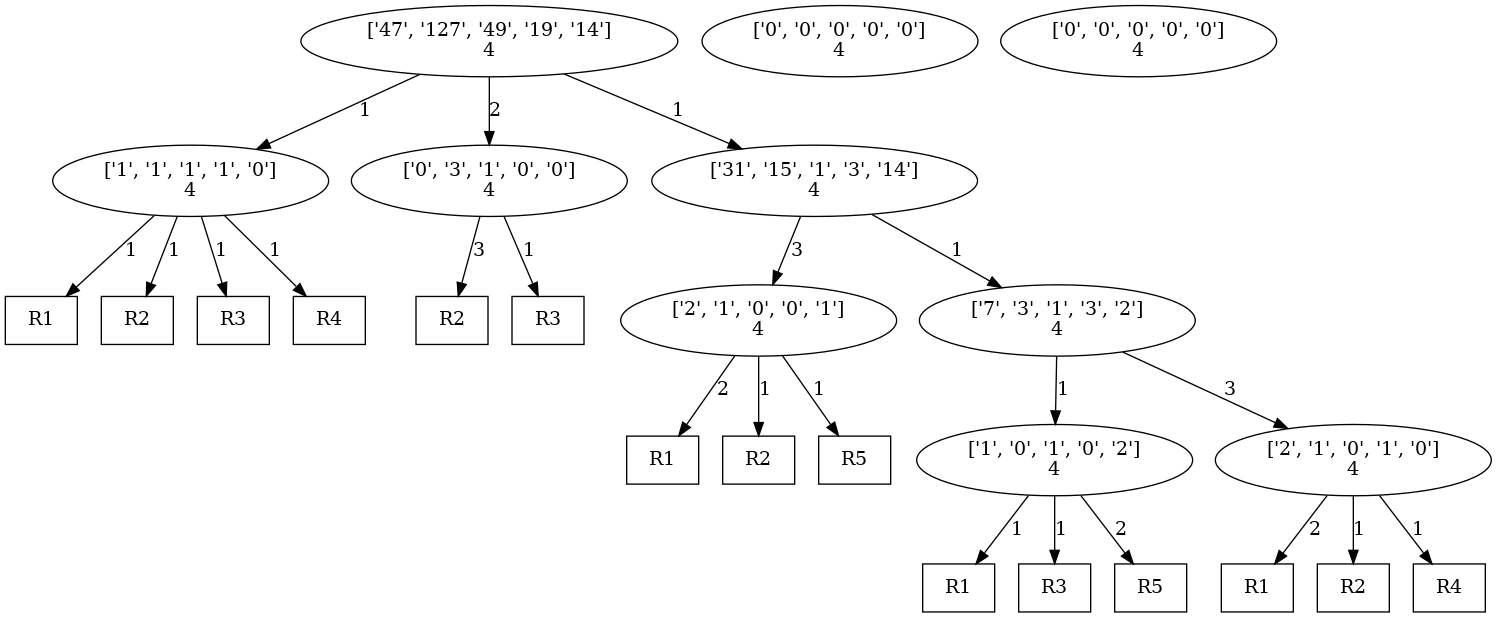 ['47', '127', '49', '19', '14']
4
['0', '0', '0', '0', '0']
4
['0', '0', '0', '0', '0']
4
1
2
1
['1', '1', '1', '1', '0']
4
['0', '3', '1', '0', '0']
4
['31', '15', '1', '3', '14']
4
1
1
1
1
3
1
3
1
R1
R2
R3
R4
R2
R3
['2', '1', '0', '0', '1']
4
['7', '3', '1', '3', '2']
4
2
1
1
1
3
R1
R2
R5
['1', '0', '1', '0', '2']
4
['2', '1', '0', '1', '0']
4
1
1
2
2
1
1
R1
R3
R5
R1
R2
R4